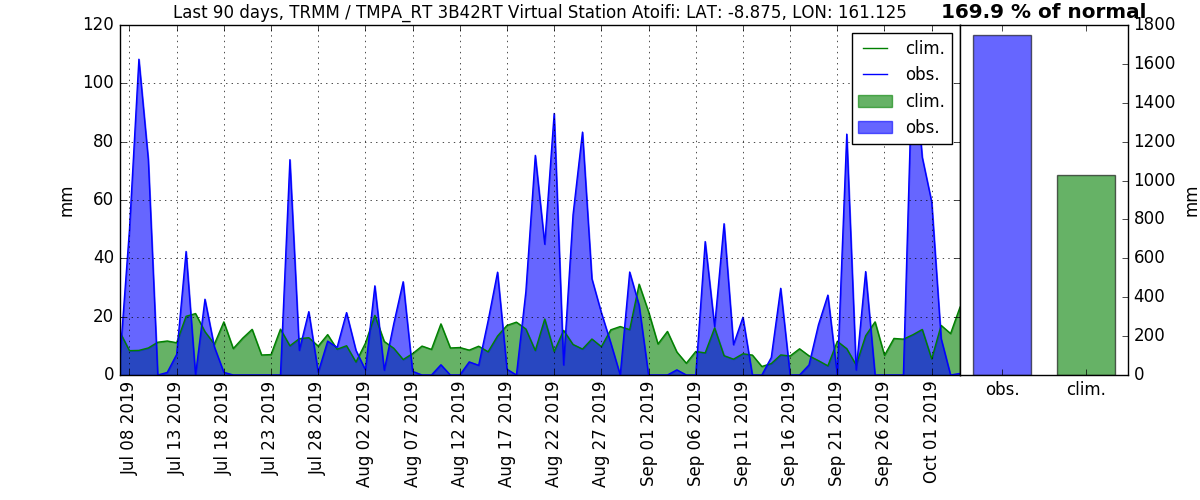 Last 90 days, TRMM / TMPA_RT 3B42RT Virtual Station Atoifi: LAT: -8.875, LON: 161.125
169.9 % of normal
120
100
80
60
40
20
0
mm
clim.
obs.
clim.
obs.
Jul 08 2019
Jul 13 2019
Jul 18 2019
Jul 23 2019
Jul 28 2019
Aug 02 2019
Aug 07 2019
Aug 12 2019
Aug 17 2019
Aug 22 2019
Aug 27 2019
Sep 01 2019
Sep 06 2019
Sep 11 2019
Sep 16 2019
Sep 21 2019
Sep 26 2019
Oct 01 2019
1800
1600
1400
1200
1000
800
600
400
200
0
mm
obs.
clim.